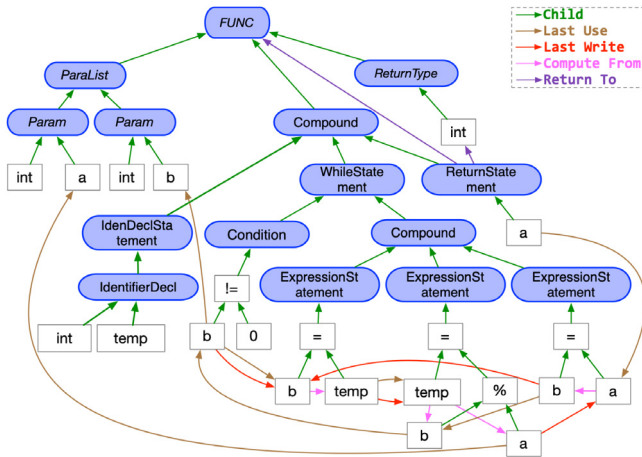 FUNC
Child
Last Use
Last Write
Compute From
Return To
ParaList
ReturnType
Param
Param
Compound
int
int
a
int
b
WhileState
ment
ReturnState
ment
IdenDeclSta
tement
Condition
Compound
a
IdentifierDecl
!=
ExpressionSt
atement
ExpressionSt
atement
ExpressionSt
atement
int
temp
b
0
=
=
=
b
temp
temp
%
b
a
b
a